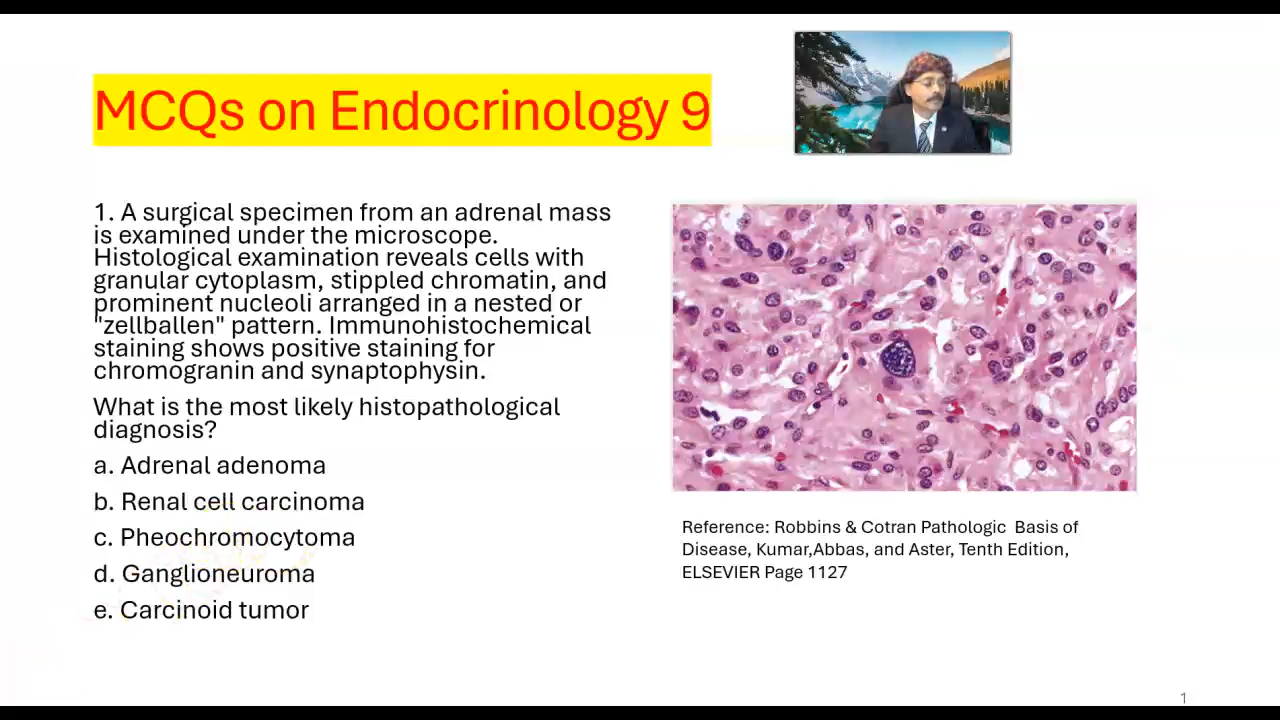 MCQs on Endocrinology 9
1. A surgical specimen from an adrenal mass
is examined under the microscope.
Histological examination reveals cells with
granular cytoplasm, stippled chromatin, and
prominent nucleoli arranged in a nested or
"zellballen" pattern. Immunohistochemical
staining shows positive staining for
chromogranin and synaptophysin.
What is the most likely histopathological
diagnosis?
a. Adrenal adenoma
b. Renal cell carcinoma
c. Pheochromocytoma
d. Ganglioneuroma
e. Carcinoid tumor
Reference: Robbins & Cotran Pathologic Basis of
Disease, Kumar,Abbas, and Aster, Tenth Edition,
ELSEVIER Page 1127
1